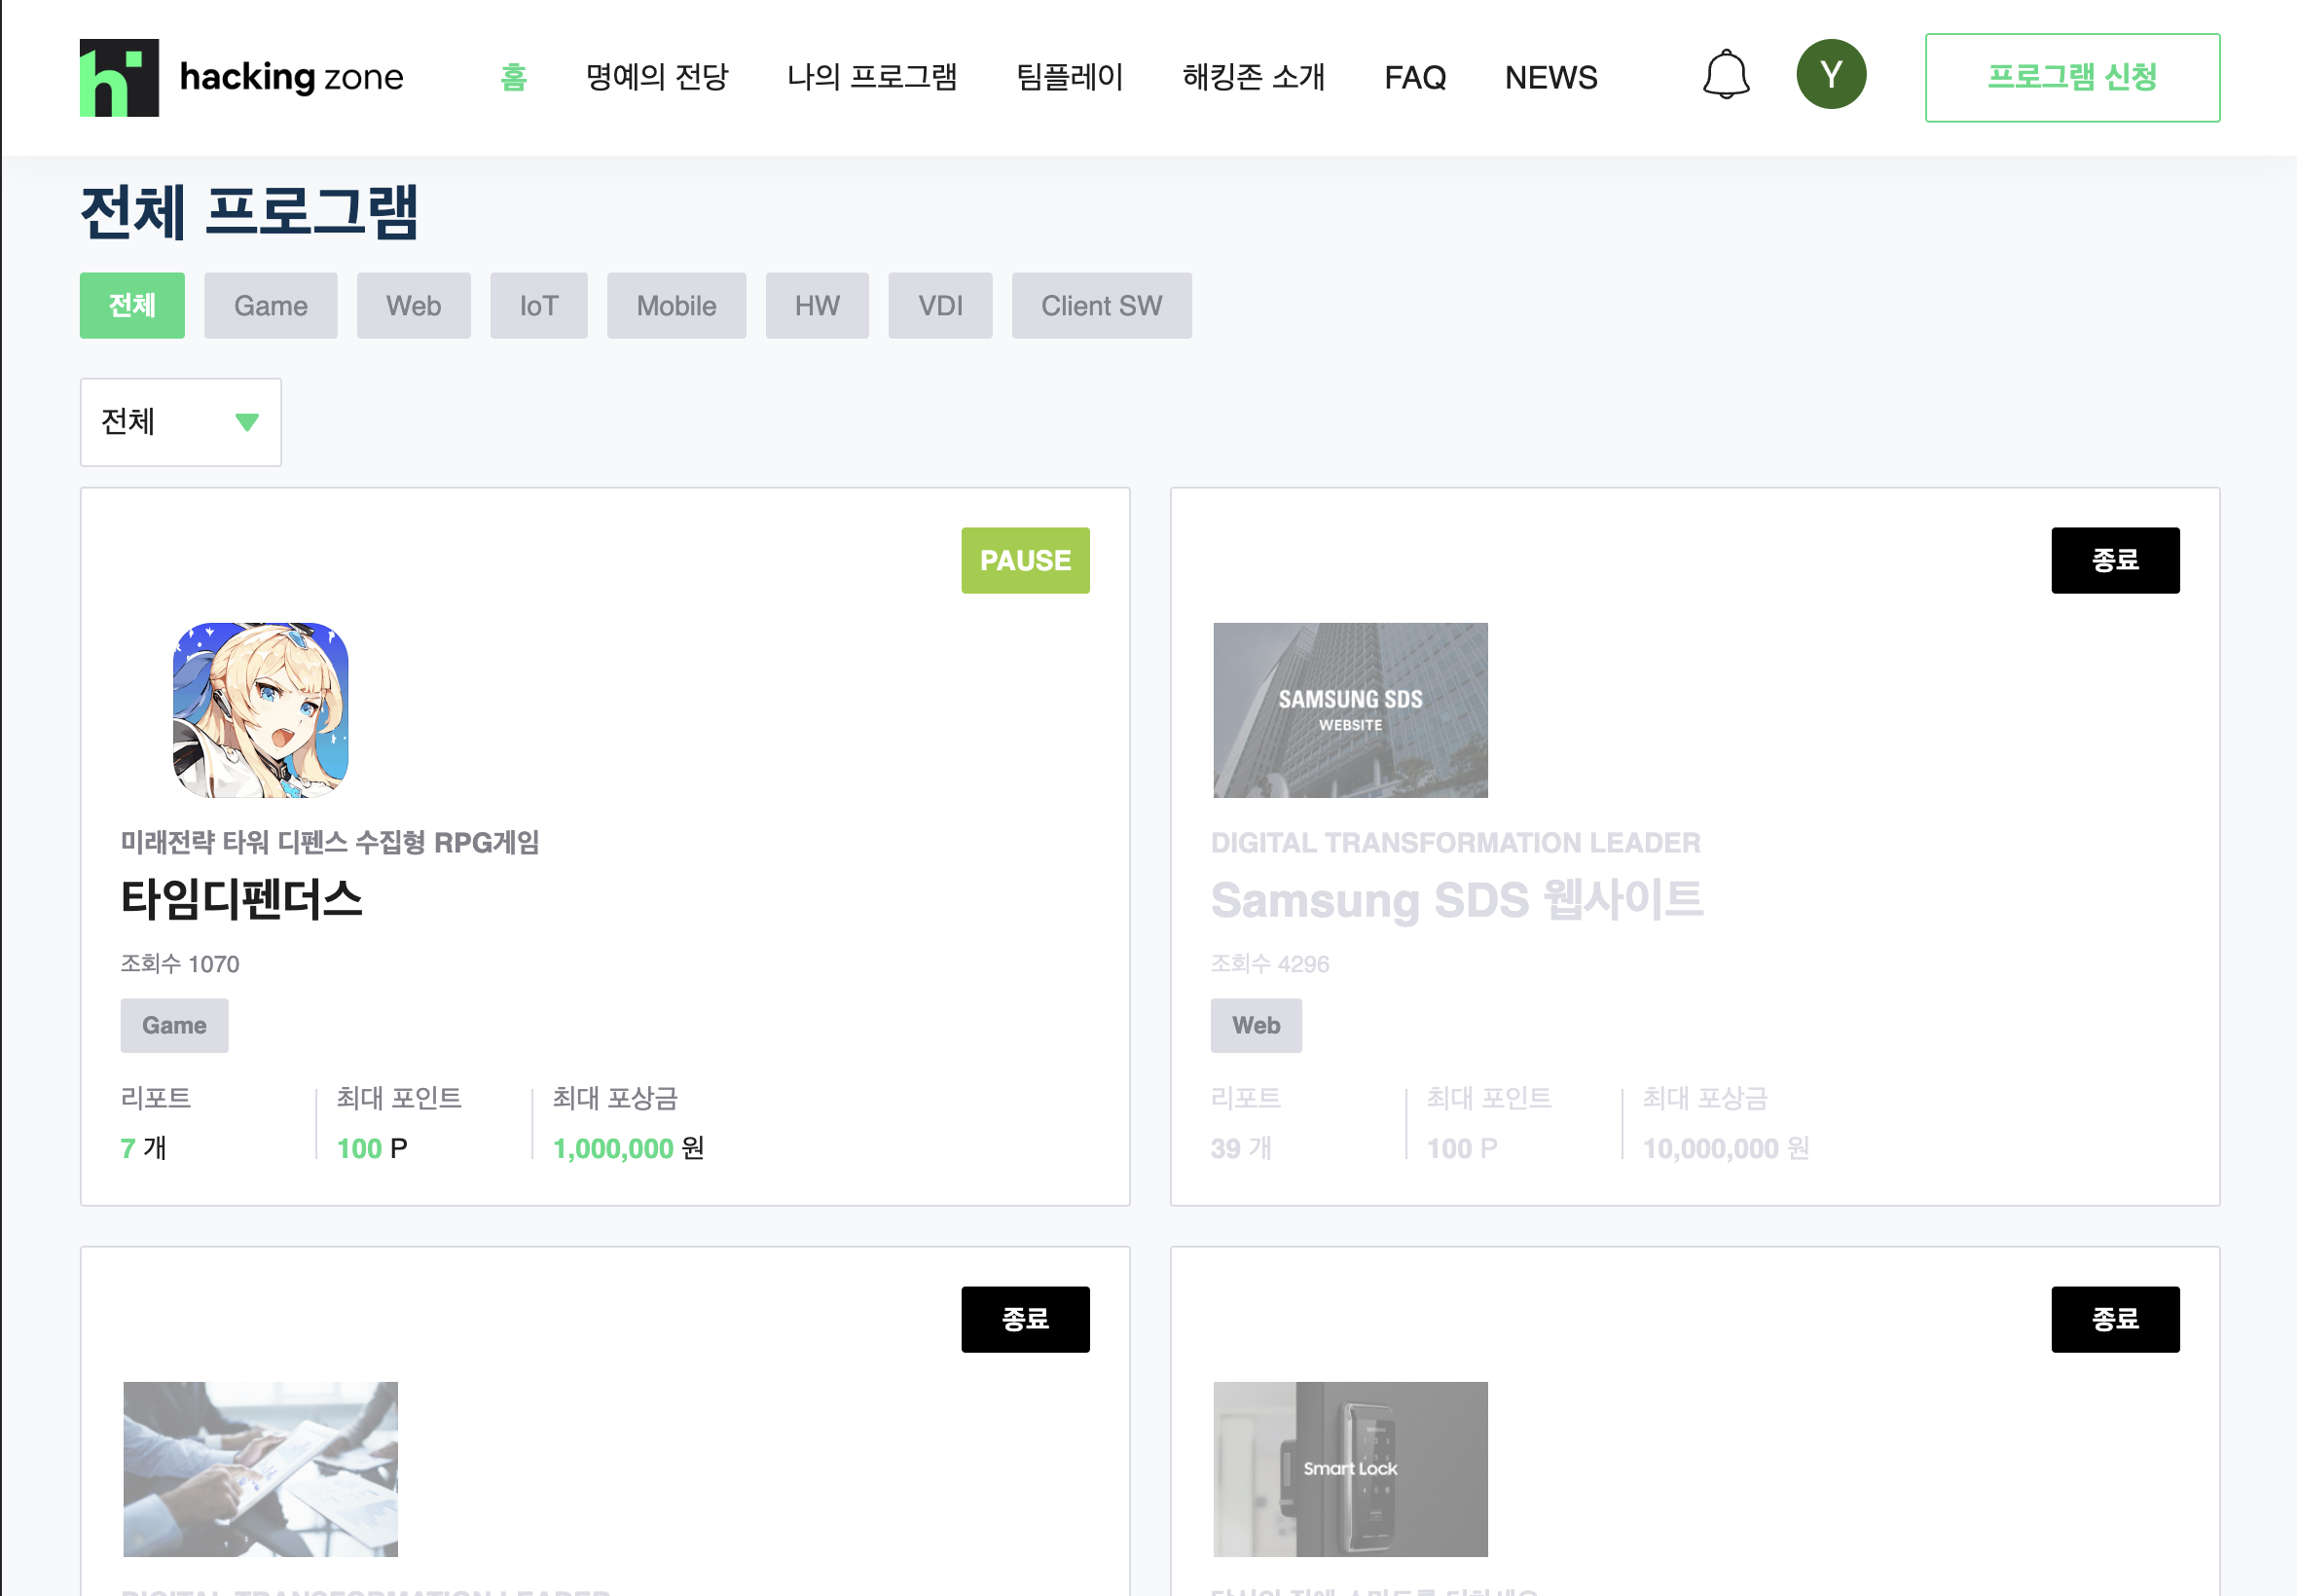 hacking zone 홈 명예의 전당 나의 프로그램 팀플레이 해킹존 소개 FAQ NEWS Y 프로그램 신청
전체 프로그램
전체 Game Web IoT Mobile HW VDI Client SW
전체
PAUSE
미래전략 타워 디펜스 수집형 RPG게임
타임디펜더스
조회수 1070
Game
리포트 최대 포인트 최대 포상금
7 개 100 P 1,000,000 원
종료
SAMSUNG SDS
WEBSITE
DIGITAL TRANSFORMATION LEADER
Samsung SDS 웹사이트
조회수 4296
Web
리포트 최대 포인트 최대 포상금
39 개 100 P 10,000,000 원
종료
DIGITAL TRANSFORMATION LEADER
종료
Smart Lock